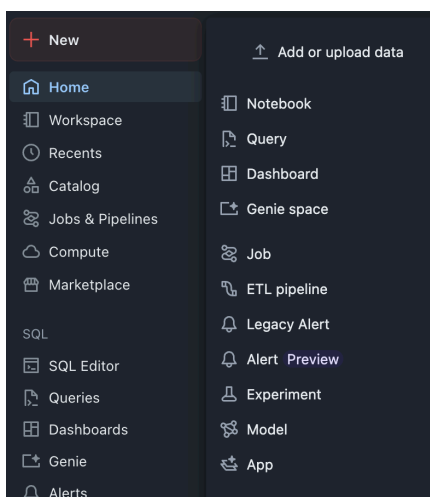 New
Home
Workspace
Recents
Catalog
Jobs & Pipelines
Compute
Marketplace
SQL
SQL Editor
Queries
Dashboards
Genie
Alerts
Add or upload data
Notebook
Query
Dashboard
Genie space
Job
ETL pipeline
Legacy Alert
Alert Preview
Experiment
Model
App